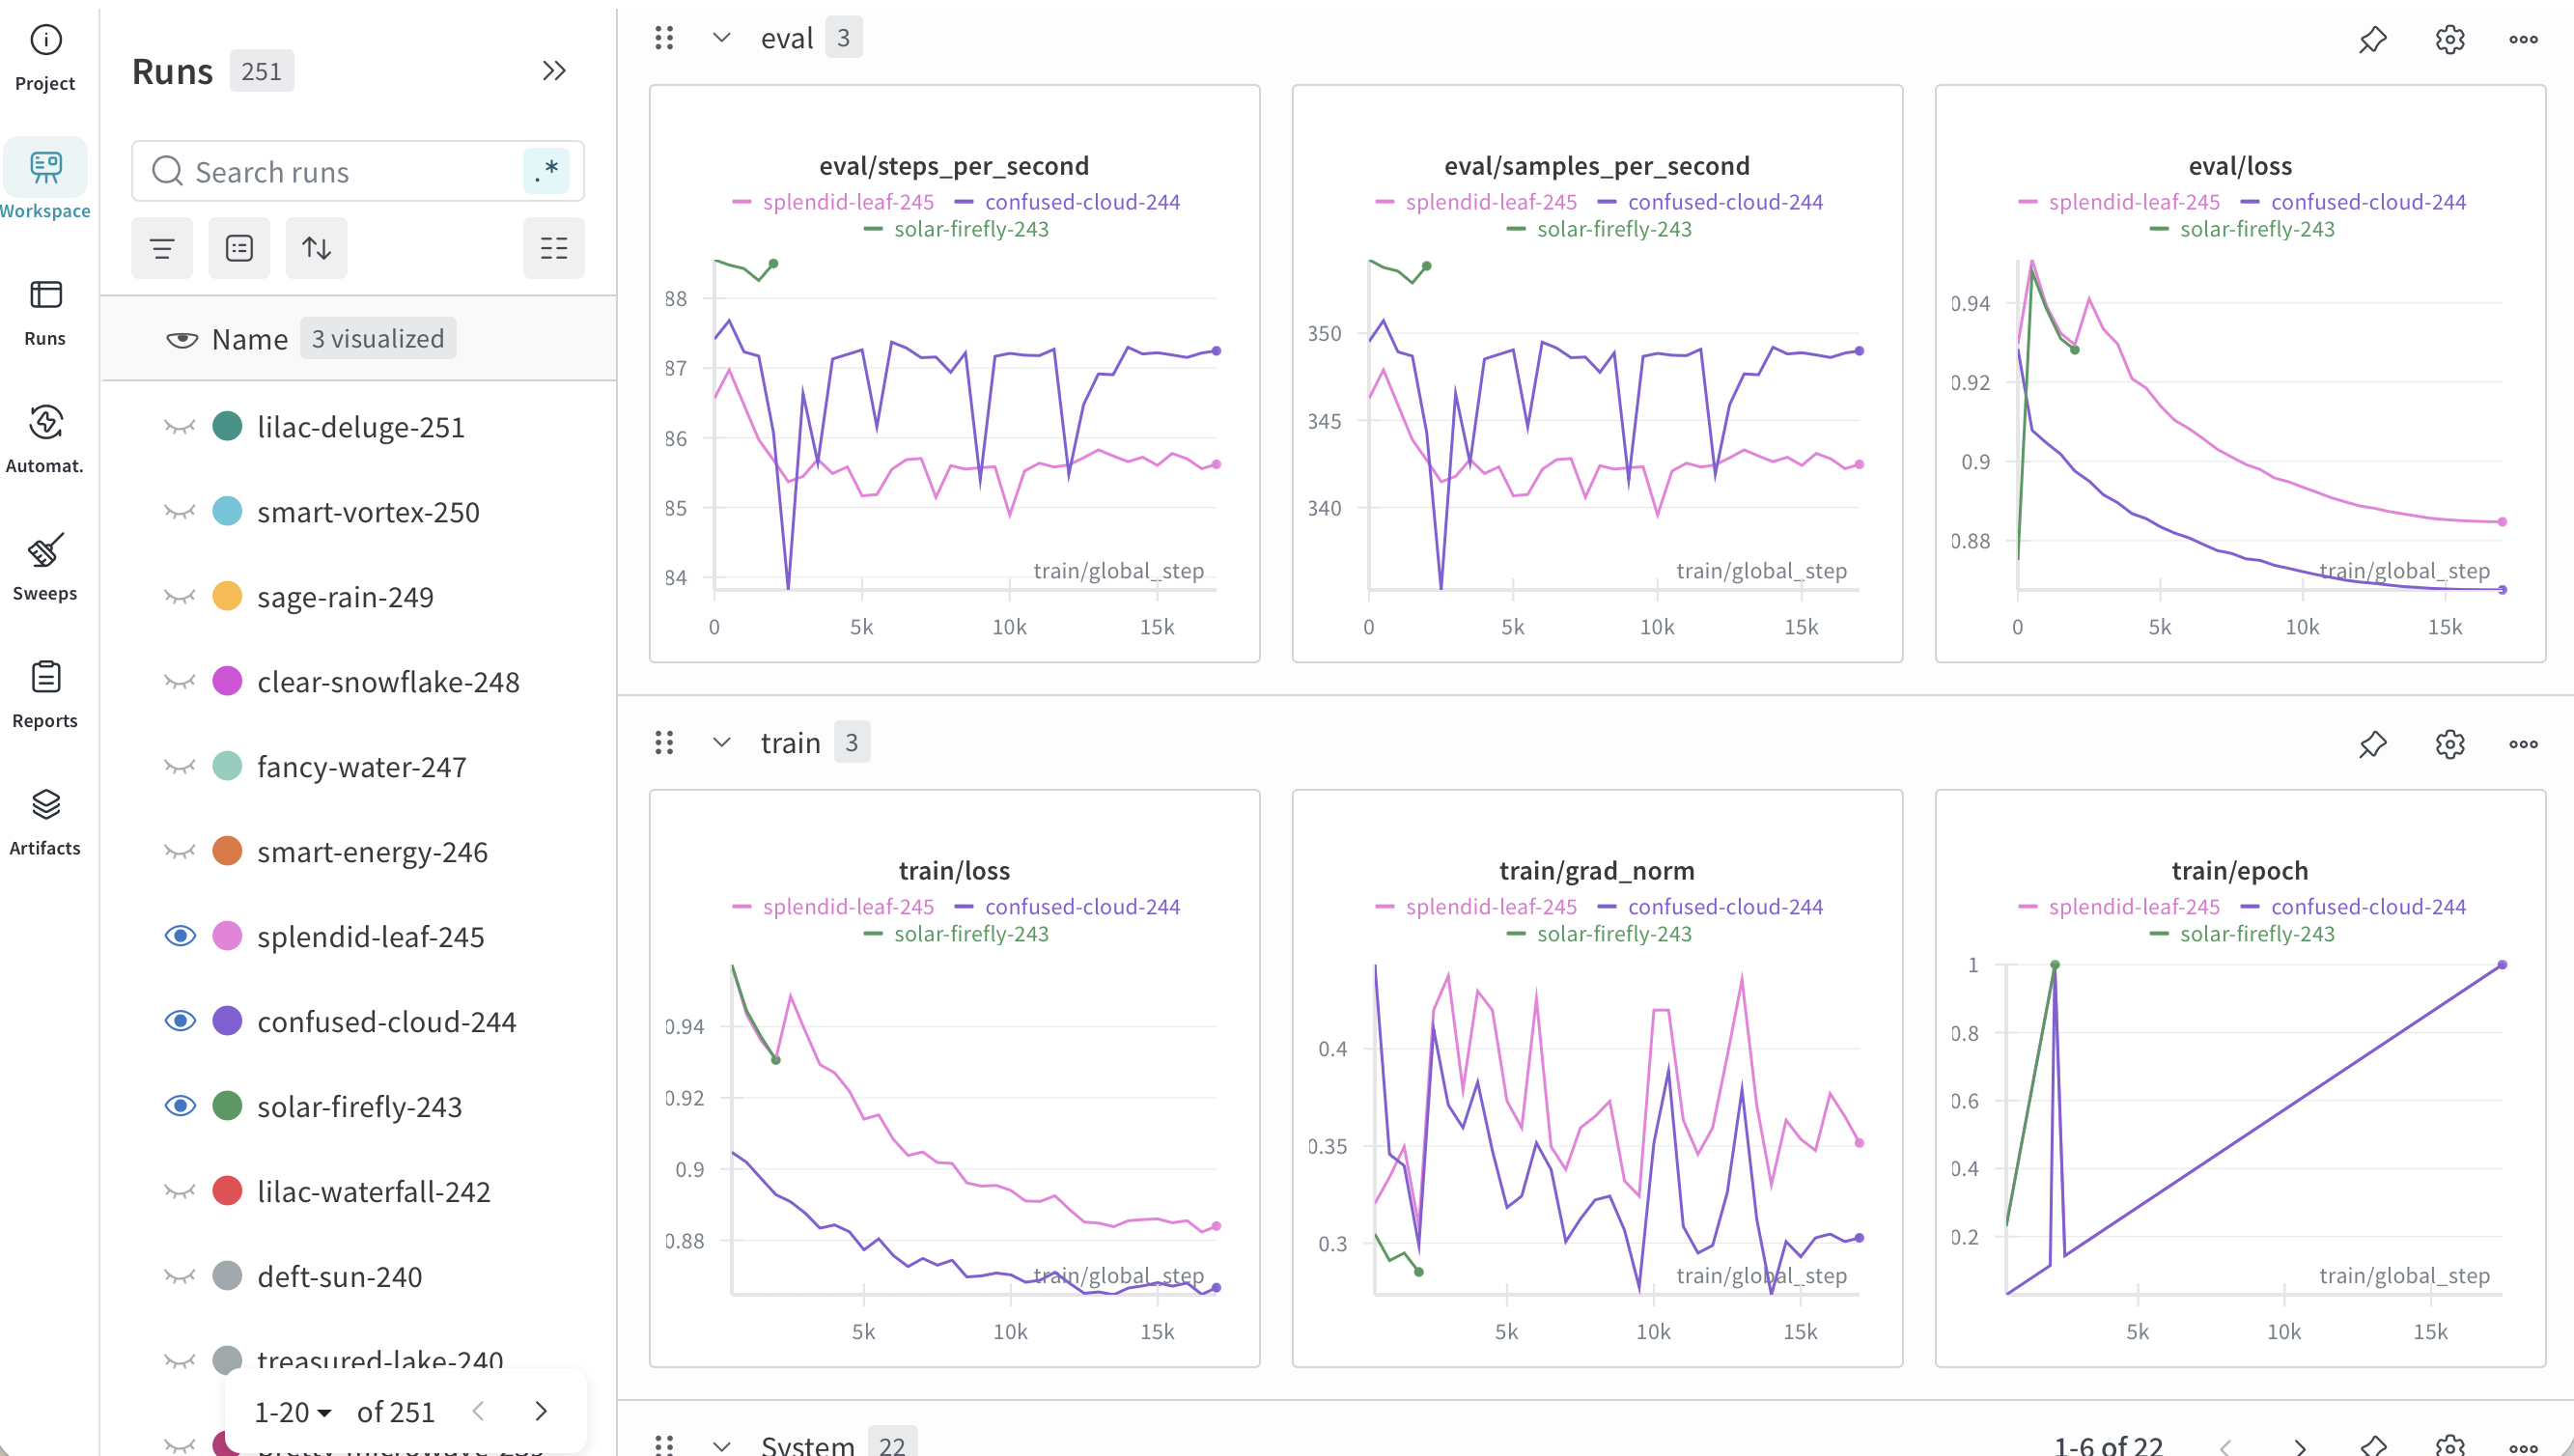 Project
Workspace
Runs
Automat.
Sweeps
Reports
Artifacts
Runs 251
Search runs .*
Name 3 visualized
lilac-deluge-251
smart-vortex-250
sage-rain-249
clear-snowflake-248
fancy-water-247
smart-energy-246
splendid-leaf-245
confused-cloud-244
solar-firefly-243
lilac-waterfall-242
deft-sun-240
treasured-lake-240
1-20 of 251
eval 3
eval/steps_per_second
splendid-leaf-245 confused-cloud-244
solar-firefly-243
88
87
86
85
84
train/global_step
0 5k 10k 15k
eval/samples_per_second
splendid-leaf-245 confused-cloud-244
solar-firefly-243
350
345
340
train/global_step
0 5k 10k 15k
eval/loss
splendid-leaf-245 confused-cloud-244
solar-firefly-243
0.94
0.92
0.9
0.88
train/global_step
0 5k 10k 15k
train 3
train/loss
splendid-leaf-245 confused-cloud-244
solar-firefly-243
0.94
0.92
0.9
0.88
train/global_step
5k 10k 15k
train/grad_norm
splendid-leaf-245 confused-cloud-244
solar-firefly-243
0.4
0.35
0.3
train/global_step
5k 10k 15k
train/epoch
splendid-leaf-245 confused-cloud-244
solar-firefly-243
1
0.8
0.6
0.4
0.2
train/global_step
5k 10k 15k
System 22
1-6 of 22